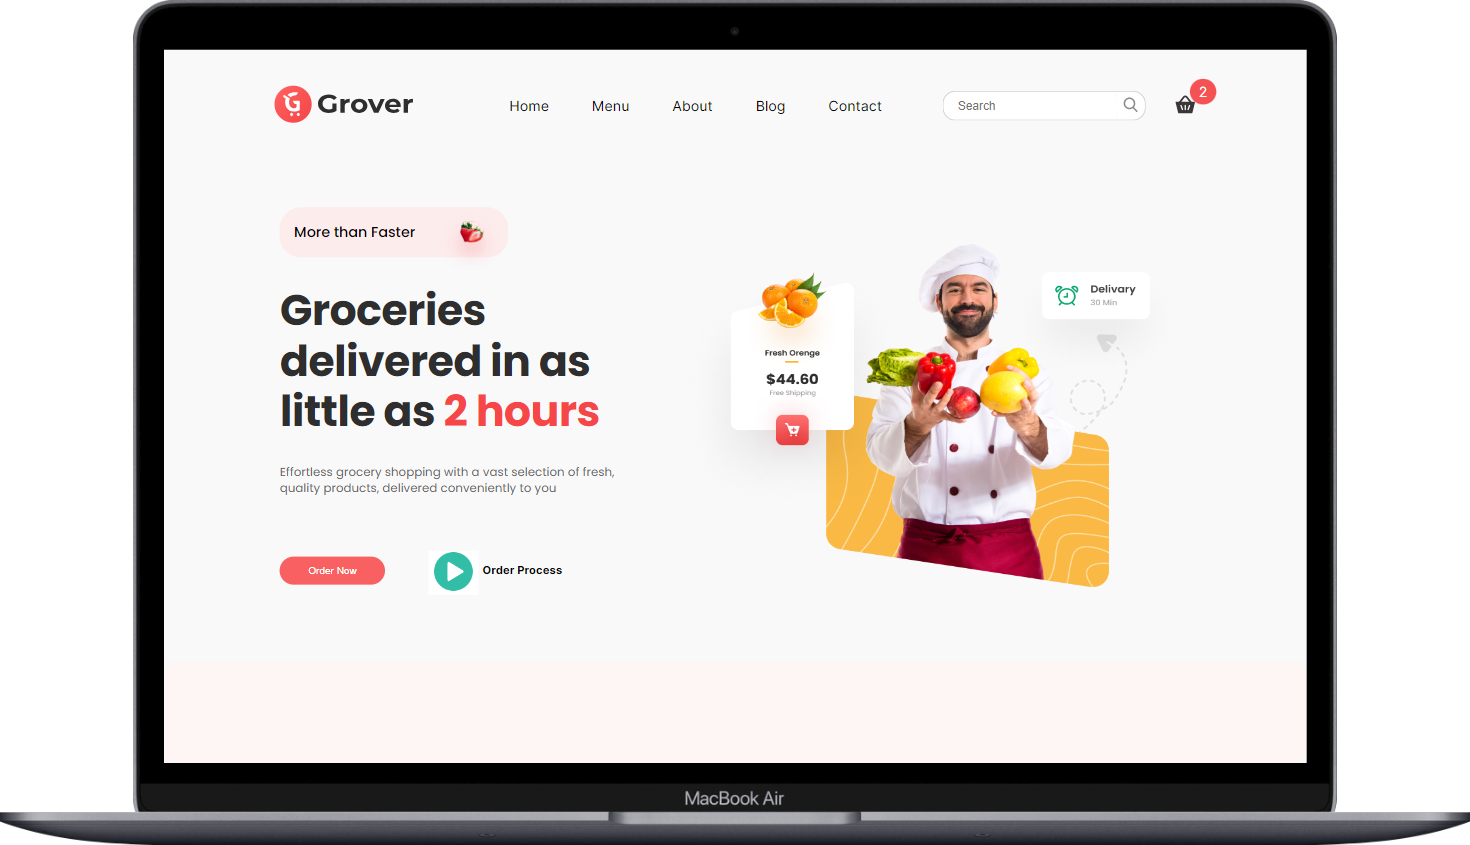 Grover
Home
Menu
About
Blog
Contact
Search
2
More than Faster
Groceries
delivered in as
little as 2 hours
Effortless grocery shopping with a vast selection of fresh,
quality products, delivered conveniently to you
Order Now
Order Process
Fresh Orenge
$44.60
Free Shipping
Delivary
30 Min
MacBook Air